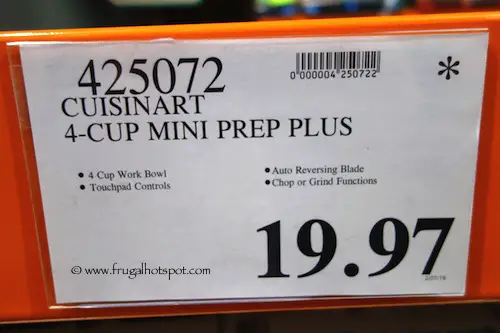 425072
0"000004"250722
*
CUISINART
4-CUP MINI PREP PLUS
• 4 Cup Work Bowl
• Touchpad Controls
• Auto Reversing Blade
• Chop or Grind Functions
19.97
© www.frugalhotspot.com